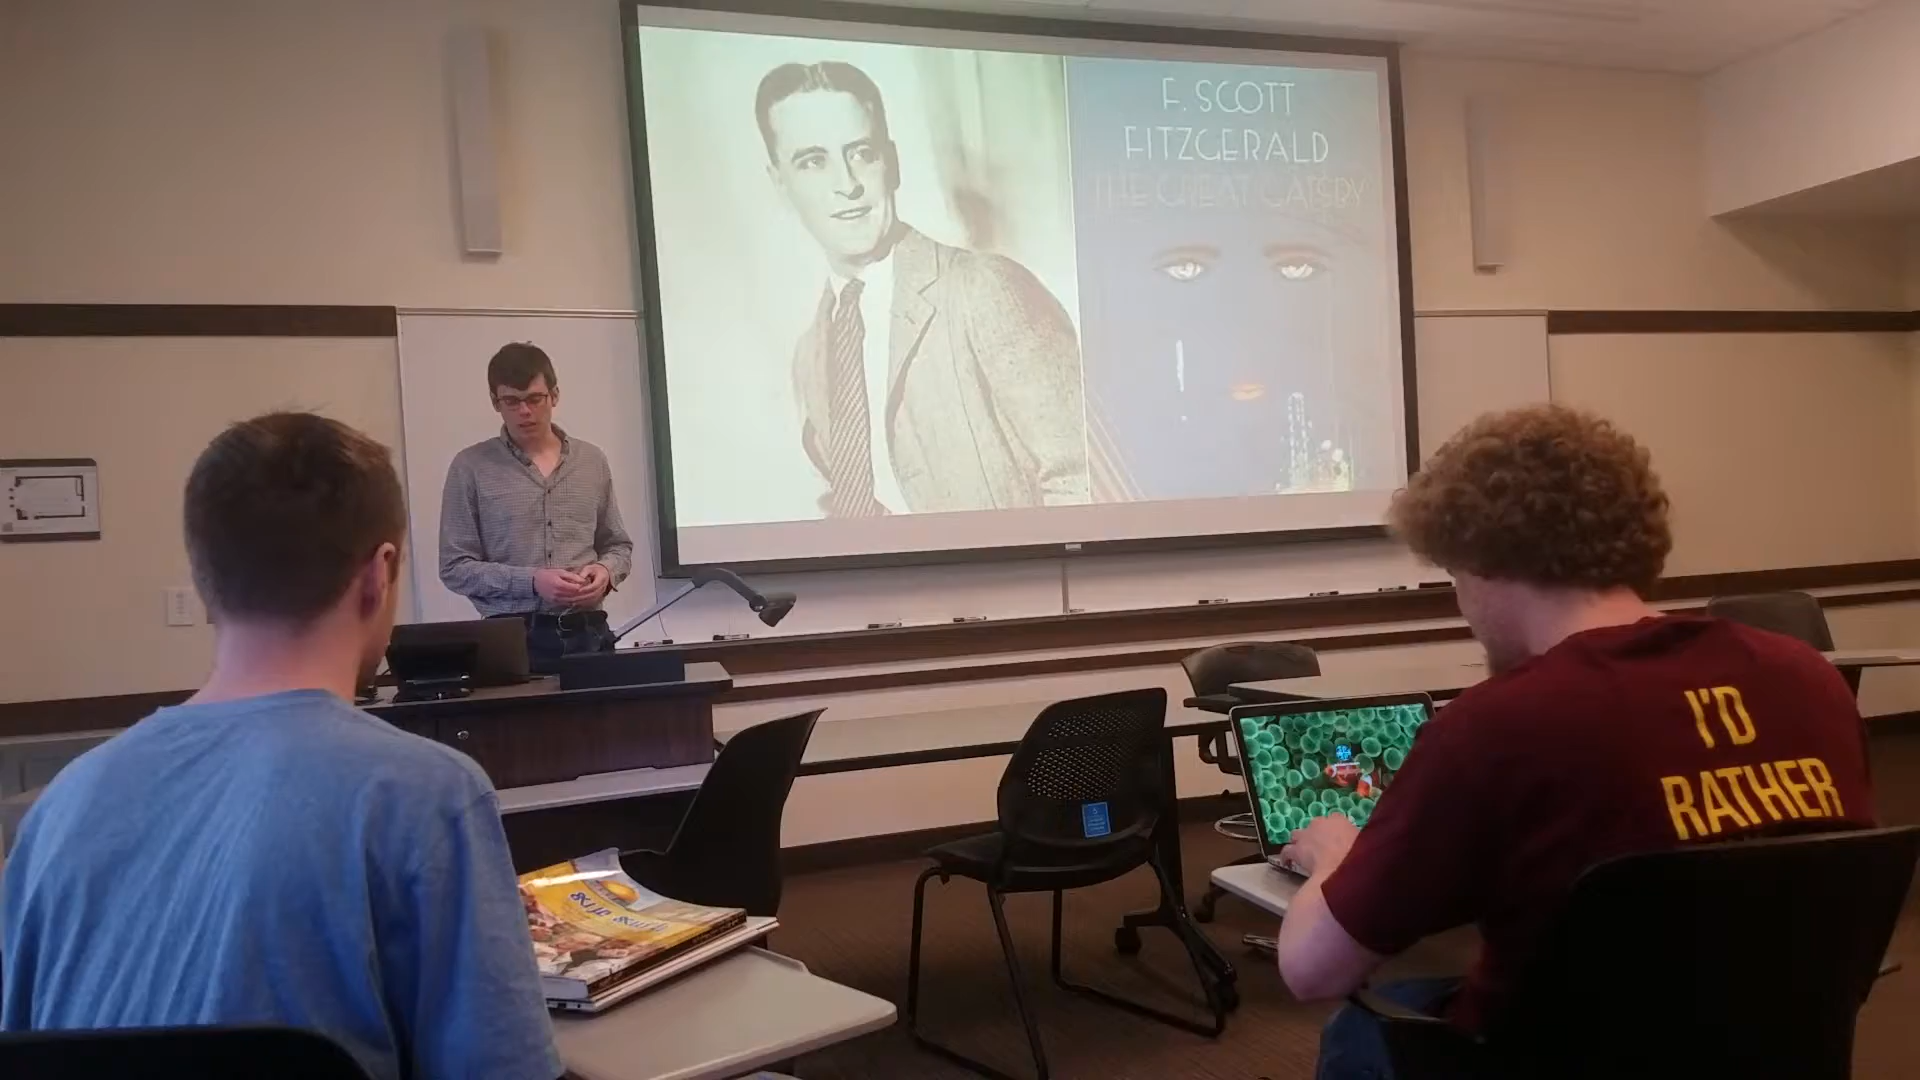 F. SCOTT
FITZGERALD
THE GREAT GATSBY
I'D
RATHER